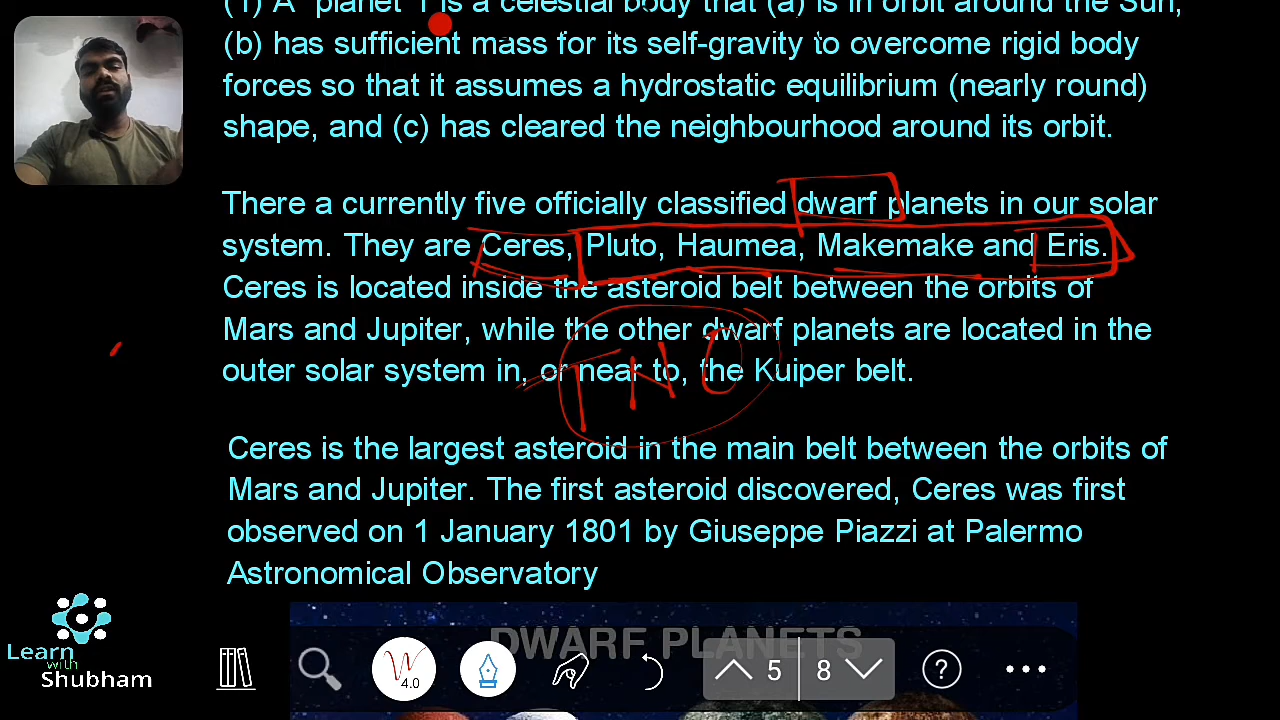 (1) A "planet"1 is a celestial body that (a) is in orbit around the Sun,
(b) has sufficient mass for its self-gravity to overcome rigid body
forces so that it assumes a hydrostatic equilibrium (nearly round)
shape, and (c) has cleared the neighbourhood around its orbit.
There a currently five officially classified dwarf planets in our solar
system. They are Ceres, Pluto, Haumea, Makemake and Eris.
Ceres is located inside the asteroid belt between the orbits of
Mars and Jupiter, while the other dwarf planets are located in the
outer solar system in, or near to, the Kuiper belt.
TNO
Ceres is the largest asteroid in the main belt between the orbits of
Mars and Jupiter. The first asteroid discovered, Ceres was first
observed on 1 January 1801 by Giuseppe Piazzi at Palermo
Astronomical Observatory
DWARF PLANETS
Learn
with
Shubham
4.0
5 8
?